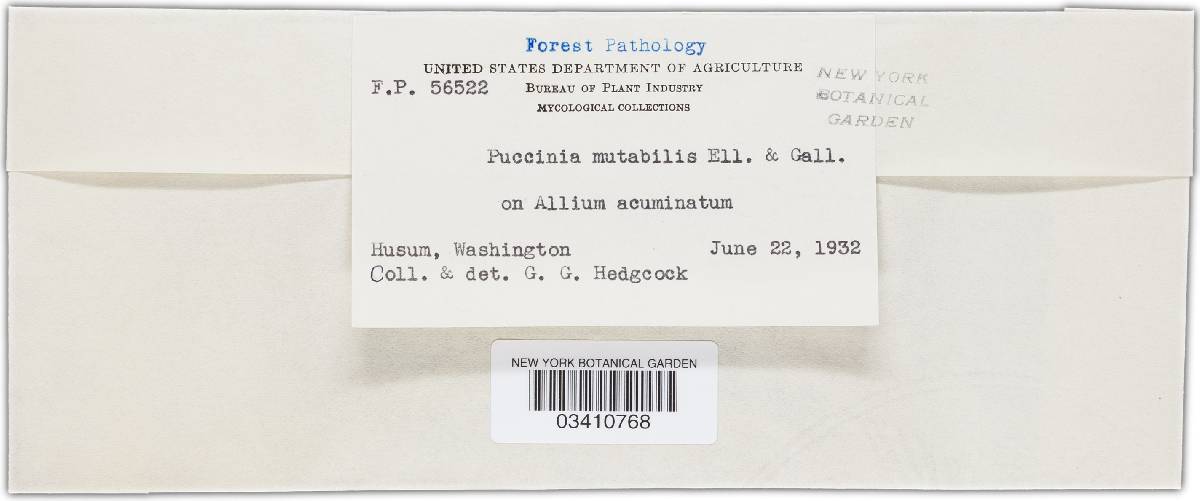 Forest Pathology
UNITED STATES DEPARTMENT OF AGRICULTURE
F.P. 56522 BUREAU OF PLANT INDUSTRY
MYCOLOGICAL COLLECTIONS
NEW YORK
BOTANICAL
GARDEN
Puccinia mutabilis Ell. & Gall.
on Allium acuminatum
Husum, Washington June 22, 1932
Coll. & det. G. G. Hedgcock
NEW YORK BOTANICAL GARDEN
03410768